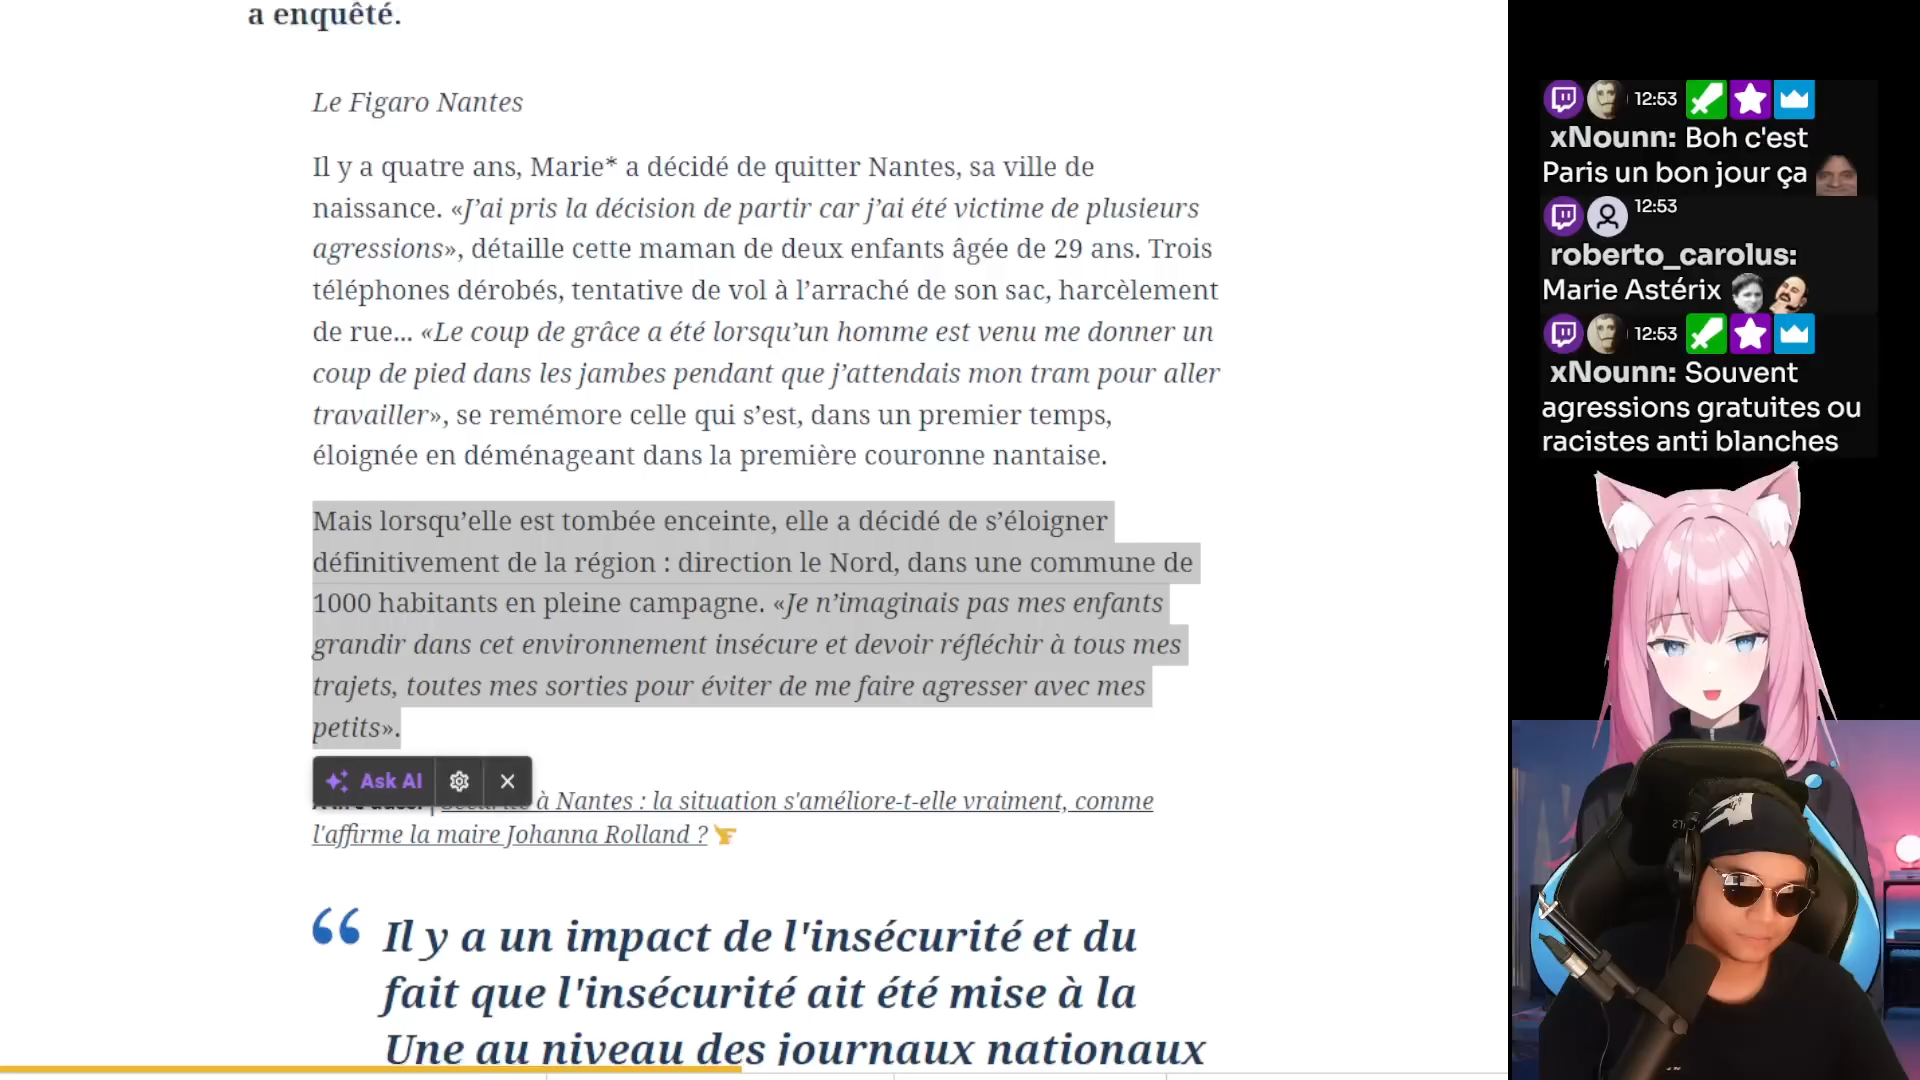 a enquêté.
Le Figaro Nantes
Il y a quatre ans, Marie* a décidé de quitter Nantes, sa ville de
naissance. «J’ai pris la décision de partir car j’ai été victime de plusieurs
agressions», détaille cette maman de deux enfants âgée de 29 ans. Trois
téléphones dérobés, tentative de vol à l’arraché de son sac, harcèlement
de rue... «Le coup de grâce a été lorsqu’un homme est venu me donner un
coup de pied dans les jambes pendant que j’attendais mon tram pour aller
travailler», se remémore celle qui s’est, dans un premier temps,
éloignée en déménageant dans la première couronne nantaise.
Mais lorsqu’elle est tombée enceinte, elle a décidé de s’éloigner
définitivement de la région : direction le Nord, dans une commune de
1000 habitants en pleine campagne. «Je n’imaginais pas mes enfants
grandir dans cet environnement insécure et devoir réfléchir à tous mes
trajets, toutes mes sorties pour éviter de me faire agresser avec mes
petits».
Ask AI
à Nantes : la situation s'améliore-t-elle vraiment, comme
l'affirme la maire Johanna Rolland ?
“ Il y a un impact de l'insécurité et du
fait que l'insécurité ait été mise à la
Une au niveau des journaux nationaux
12:53
xNounn: Boh c'est
Paris un bon jour ça
12:53
roberto_carolus:
Marie Astérix
12:53
xNounn: Souvent
agressions gratuites ou
racistes anti blanches